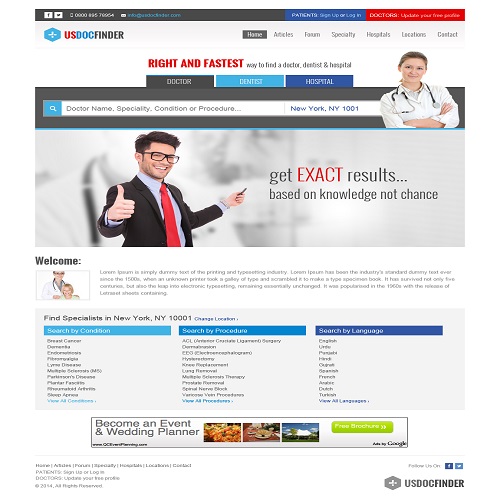 0800 895 78954 info@usdocfinder.com PATIENTS: Sign Up or Log In DOCTORS: Update your free profile
USDOCFINDER Home Articles Forum Specialty Hospitals Locations Contact
RIGHT AND FASTEST way to find a doctor, dentist & hospital
DOCTOR DENTIST HOSPITAL
Doctor Name, Speciality, Condition or Procedure... New York, NY 1001
get EXACT results...
based on knowledge not chance
Welcome:
Lorem Ipsum is simply dummy text of the printing and typesetting industry. Lorem Ipsum has been the industry's standard dummy text ever since the
1500s, when an unknown printer took a galley of type and scrambled it to make a type specimen book. It has survived not only five
centuries, but also the leap into electronic typesetting, remaining essentially unchanged. It was popularised in the 1960s with the release of
Letraset sheets containing.
Find Specialists in New York, NY 10001 Change Location ›
Search by Condition
Breast Cancer
Dementia
Endometriosis
Fibromyalgia
Lyme Disease
Multiple Sclerosis (MS)
Parkinson's Disease
Plantar Fasciitis
Rheumatoid Arthritis
Sleep Apnea
View All Conditions ›
Search by Procedure
ACL (Anterior Cruciate Ligament) Surgery
Dermabrasion
EEG (Electroencephalogram)
Hysterectomy
Knee Replacement
Lung Removal
Multiple Sclerosis Therapy
Prostate Removal
Spinal Nerve Block
Varicose Vein Procedures
View All Procedures ›
Search by Language
English
Urdu
Punjabi
Hindi
Gujrati
Spanish
French
Arabic
Dutch
Turkish
View All Languages ›
Become an Event
& Wedding Planner
www.QCEventPlanning.com
Free Brochure
Ads by Google
Home | Articles | Forum | Specialty | Hospitals | Locations | Contact
PATIENTS: Sign Up or Log In
DOCTORS: Update your free profile
© 2014, All Rights Reserved.
Follow Us On:
USDOCFINDER